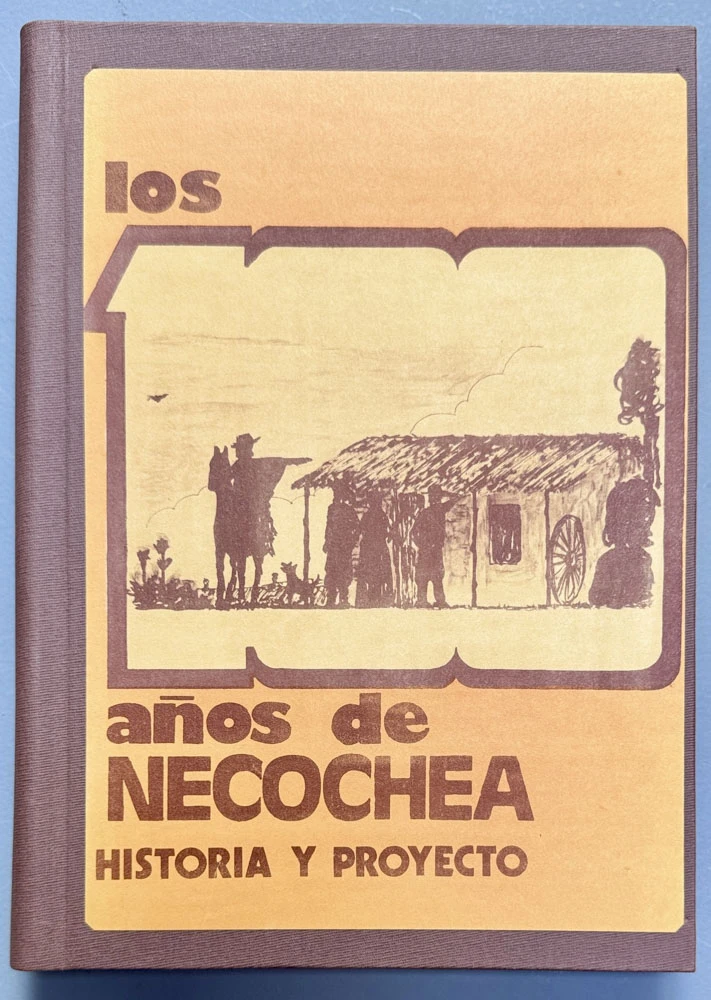 los
100
años de
NECOCHEA
HISTORIA Y PROYECTO